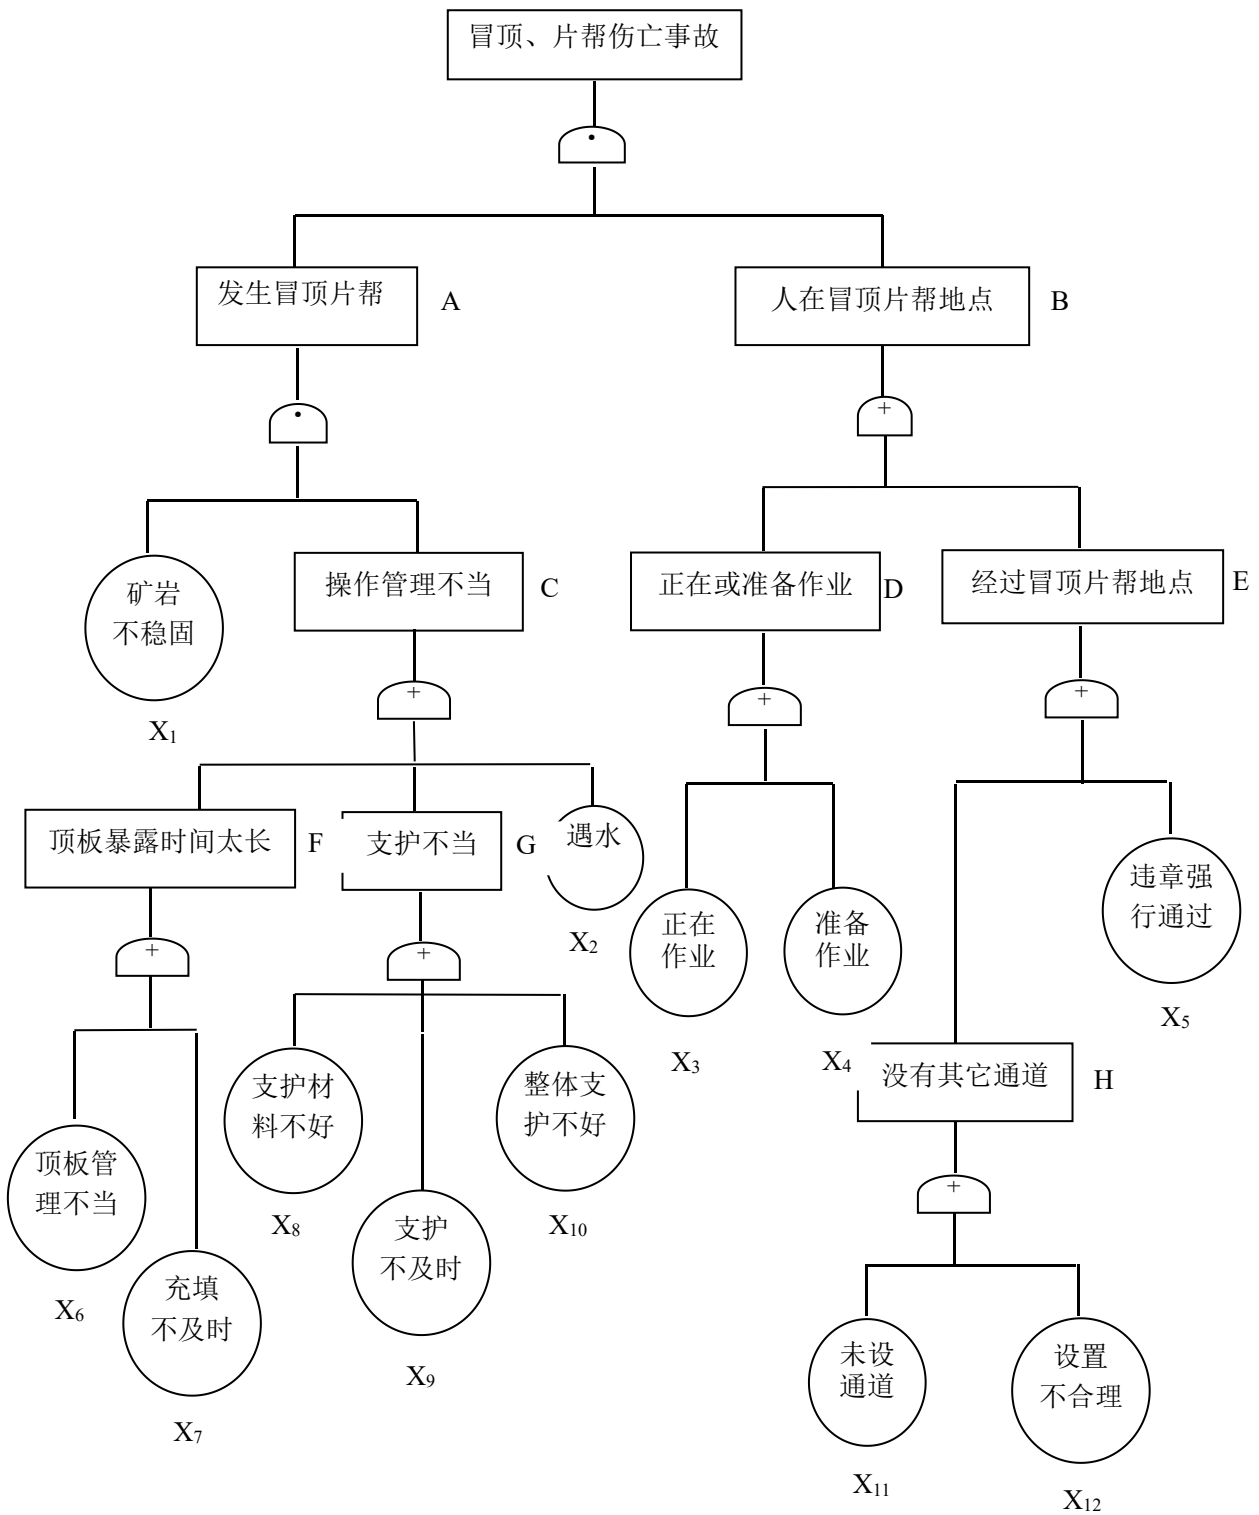 冒顶、片帮伤亡事故
•
发生冒顶片帮
A
人在冒顶片帮地点
B
•
+
矿岩
不稳固
X1
操作管理不当
C
正在或准备作业
D
经过冒顶片帮地点
E
+
+
+
顶板暴露时间太长
F
支护不当
G
遇水
X2
正在
作业
X3
准备
作业
X4
违章强
行通过
X5
+
+
没有其它通道
H
支护材
料不好
X8
整体支
护不好
X10
顶板管
理不当
X6
支护
不及时
X9
+
充填
不及时
X7
未设
通道
X11
设置
不合理
X12